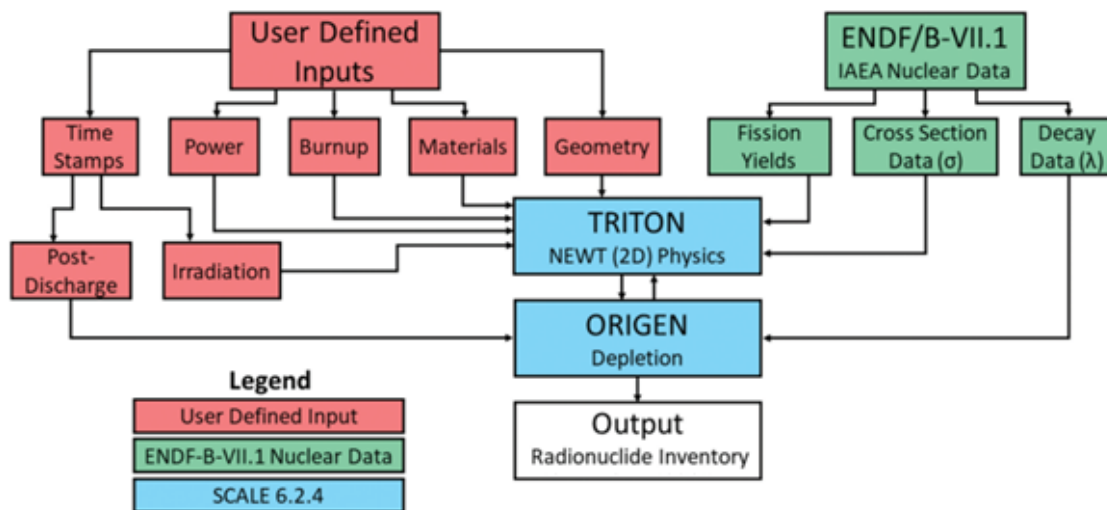 User Defined
Inputs
ENDF/B-VII.1
IAEA Nuclear Data
Time
Stamps
Power
Burnup
Materials
Geometry
Fission
Yields
Cross Section
Data (σ)
Decay
Data (λ)
Post-
Discharge
Irradiation
TRITON
NEWT (2D) Physics
ORIGEN
Depletion
Output
Radionuclide Inventory
Legend
User Defined Input
ENDF-B-VII.1 Nuclear Data
SCALE 6.2.4